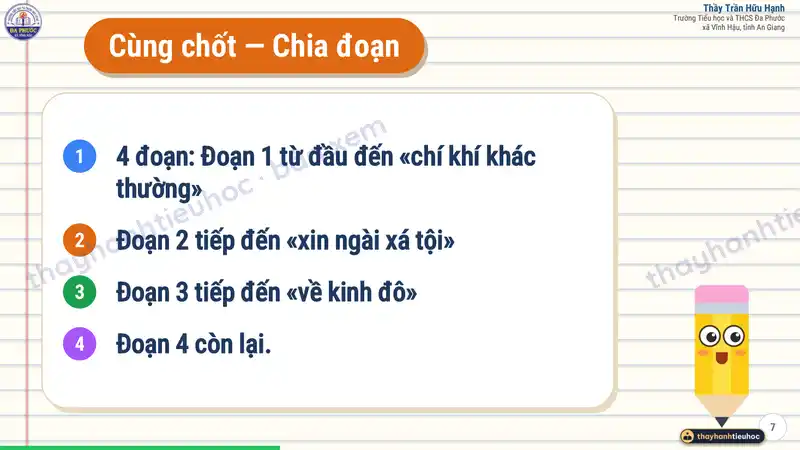 Thầy Trần Hữu Hạnh
Trường Tiểu học và THCS Đa Phước
xã Vĩnh Hậu, tỉnh An Giang
ĐA PHƯỚC
Cùng chốt — Chia đoạn
1 4 đoạn: Đoạn 1 từ đầu đến «chí khí khác
thường»
2 Đoạn 2 tiếp đến «xin ngài xá tội»
3 Đoạn 3 tiếp đến «về kinh đô»
4 Đoạn 4 còn lại.
7
thayhanhtieuhoc